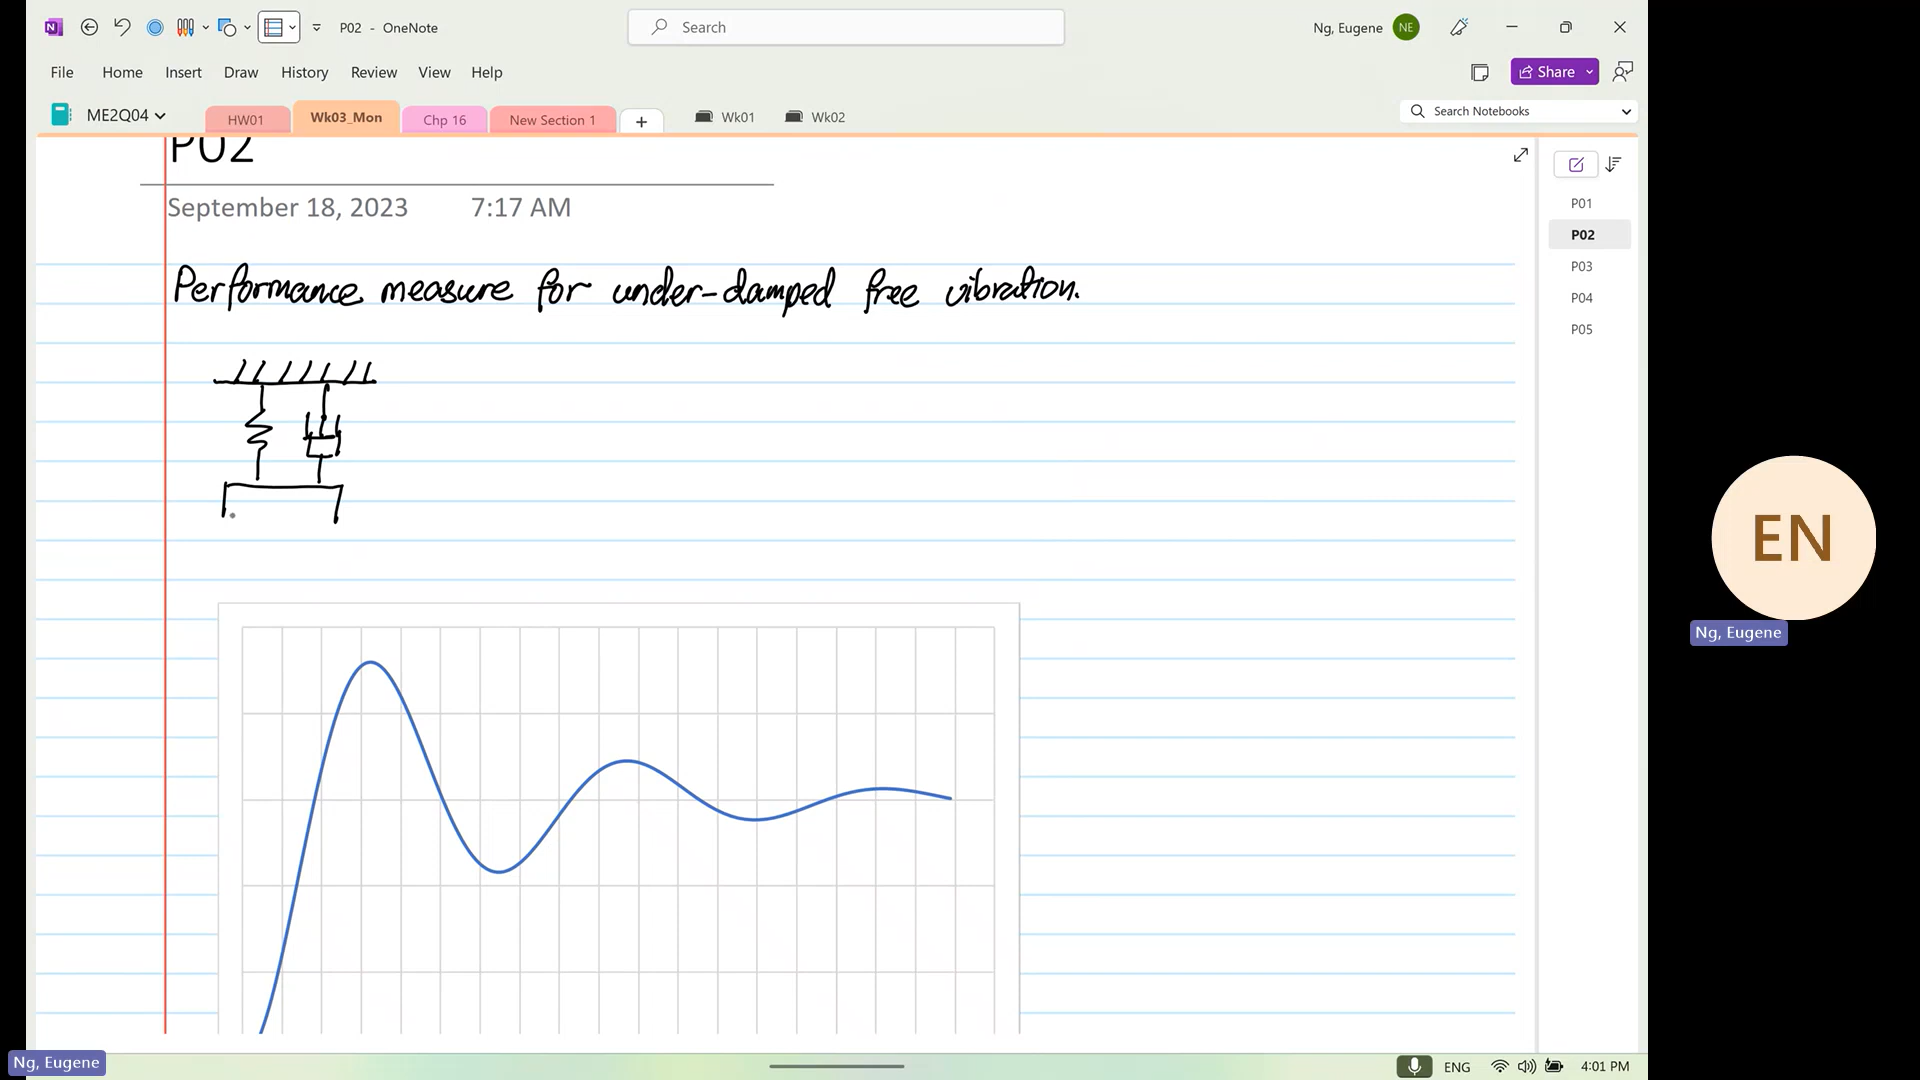 P02 - OneNote
Search
Ng, Eugene
NE
File Home Insert Draw History Review View Help
Share
ME2Q04
HW01
Wk03_Mon
Chp 16
New Section 1
+
Wk01
Wk02
Search Notebooks
P02
September 18, 2023 7:17 AM
Performance measure for under-damped free vibration.
P01
P02
P03
P04
P05
EN
Ng, Eugene
Ng, Eugene
ENG
4:01 PM